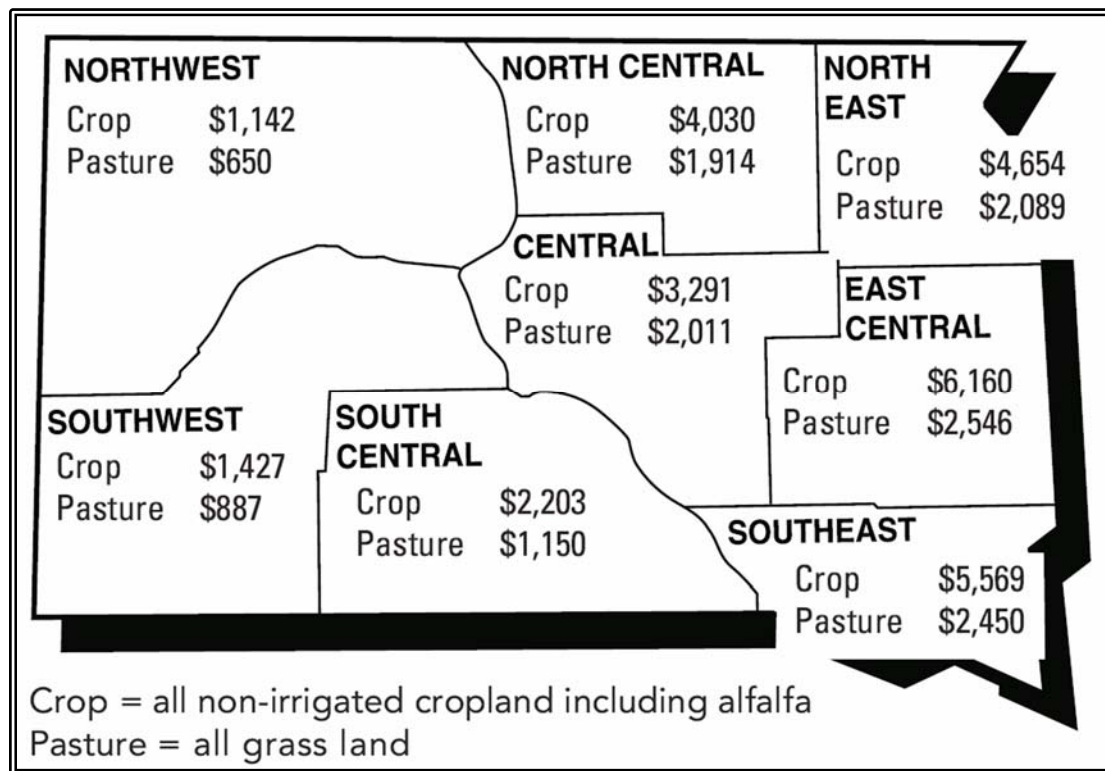 NORTHWEST
Crop $1,142
Pasture $650
NORTH CENTRAL
Crop $4,030
Pasture $1,914
NORTH
EAST
Crop $4,654
Pasture $2,089
CENTRAL
Crop $3,291
Pasture $2,011
EAST
CENTRAL
Crop $6,160
Pasture $2,546
SOUTHWEST
Crop $1,427
Pasture $887
SOUTH
CENTRAL
Crop $2,203
Pasture $1,150
SOUTHEAST
Crop $5,569
Pasture $2,450
Crop = all non-irrigated cropland including alfalfa
Pasture = all grass land